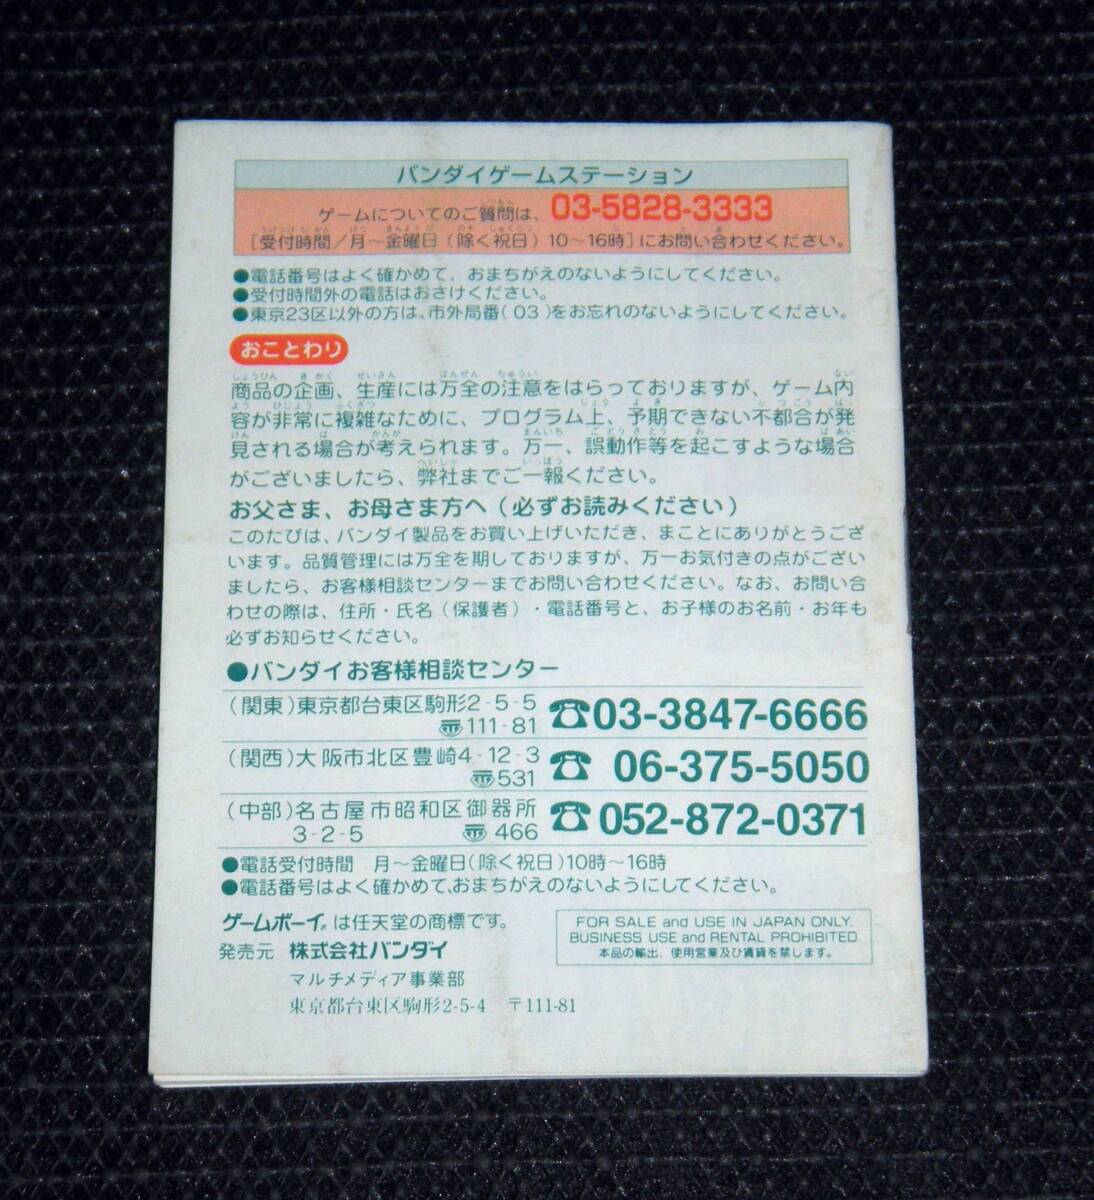 バンダイゲームステーション
ゲームについてのご質問は、03-5828-3333
[受付時間/月〜金曜日(除く祝日)10〜16時]にお問い合わせください。
●電話番号はよく確かめて、おまちがえのないようにしてください。
●受付時間外の電話はおさけください。
●東京23区以外の方は、市外局番(03)をお忘れのないようにしてください。
おことわり
商品の企画、生産には万全の注意をはらっておりますが、ゲーム内
容が非常に複雑なために、プログラム上、予期できない不都合が発
見される場合が考えられます。万一、誤動作等を起こすような場合
がございましたら、弊社までご一報ください。
お父さま、お母さま方へ(必ずお読みください)
このたびは、バンダイ製品をお買い上げいただき、まことにありがとうござ
います。品質管理には万全を期しておりますが、万一お気付きの点がござい
ましたら、お客様相談センターまでお問い合わせください。なお、お問い合
わせの際は、住所・氏名(保護者)・電話番号と、お子様のお名前・お年も
必ずお知らせください。
●バンダイお客様相談センター
(関東)東京都台東区駒形2-5-5
〠111-81 ☎03-3847-6666
(関西)大阪市北区豊崎4-12-3
〠531 ☎06-375-5050
(中部)名古屋市昭和区御器所
3-2-5 〠466 ☎052-872-0371
●電話受付時間 月〜金曜日(除く祝日)10時〜16時
●電話番号はよく確かめて、おまちがえのないようにしてください。
ゲームボーイ®は任天堂の商標です。
発売元 株式会社バンダイ
マルチメディア事業部
東京都台東区駒形2-5-4 〒111-81
FOR SALE and USE IN JAPAN ONLY.
BUSINESS USE and RENTAL PROHIBITED.
本品の輸出、使用営業及び賃貸を禁じます。